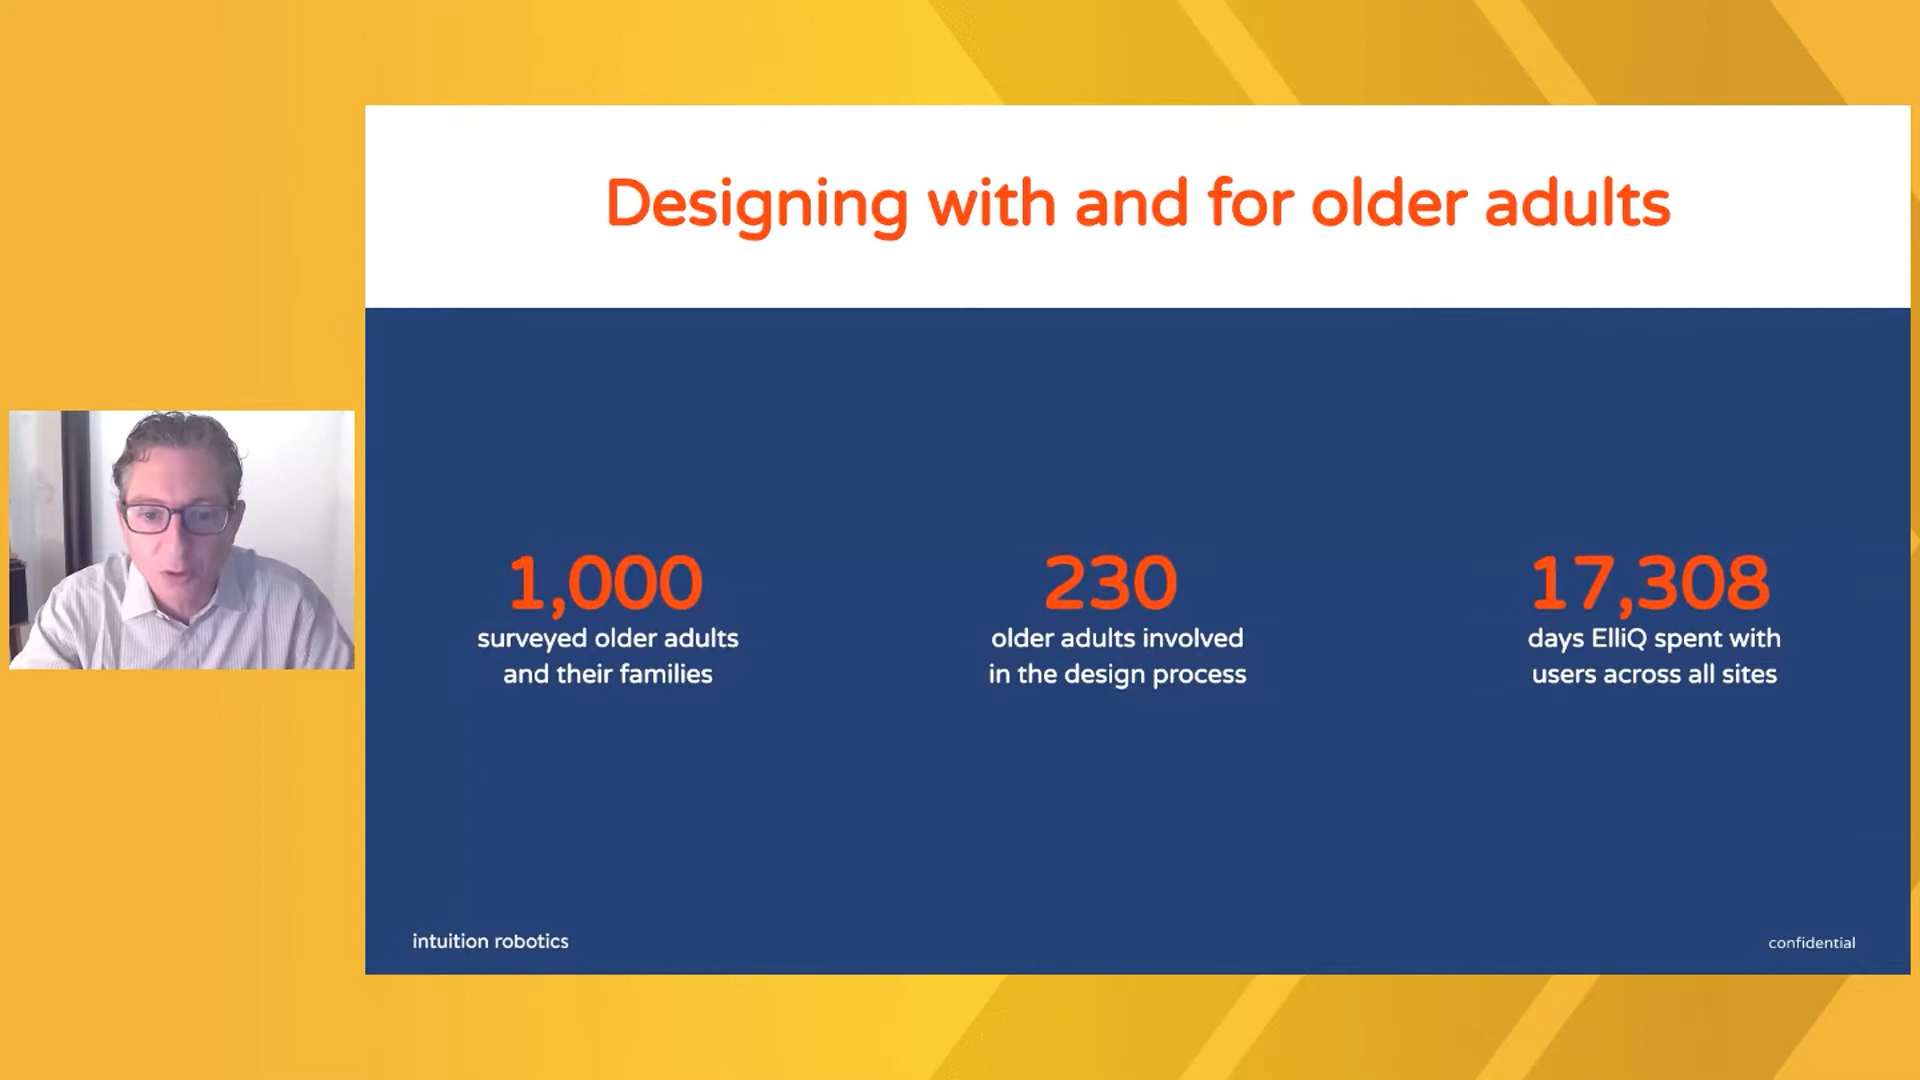 Designing with and for older adults
1,000
surveyed older adults
and their families
230
older adults involved
in the design process
17,308
days ElliQ spent with
users across all sites
intuition robotics
confidential